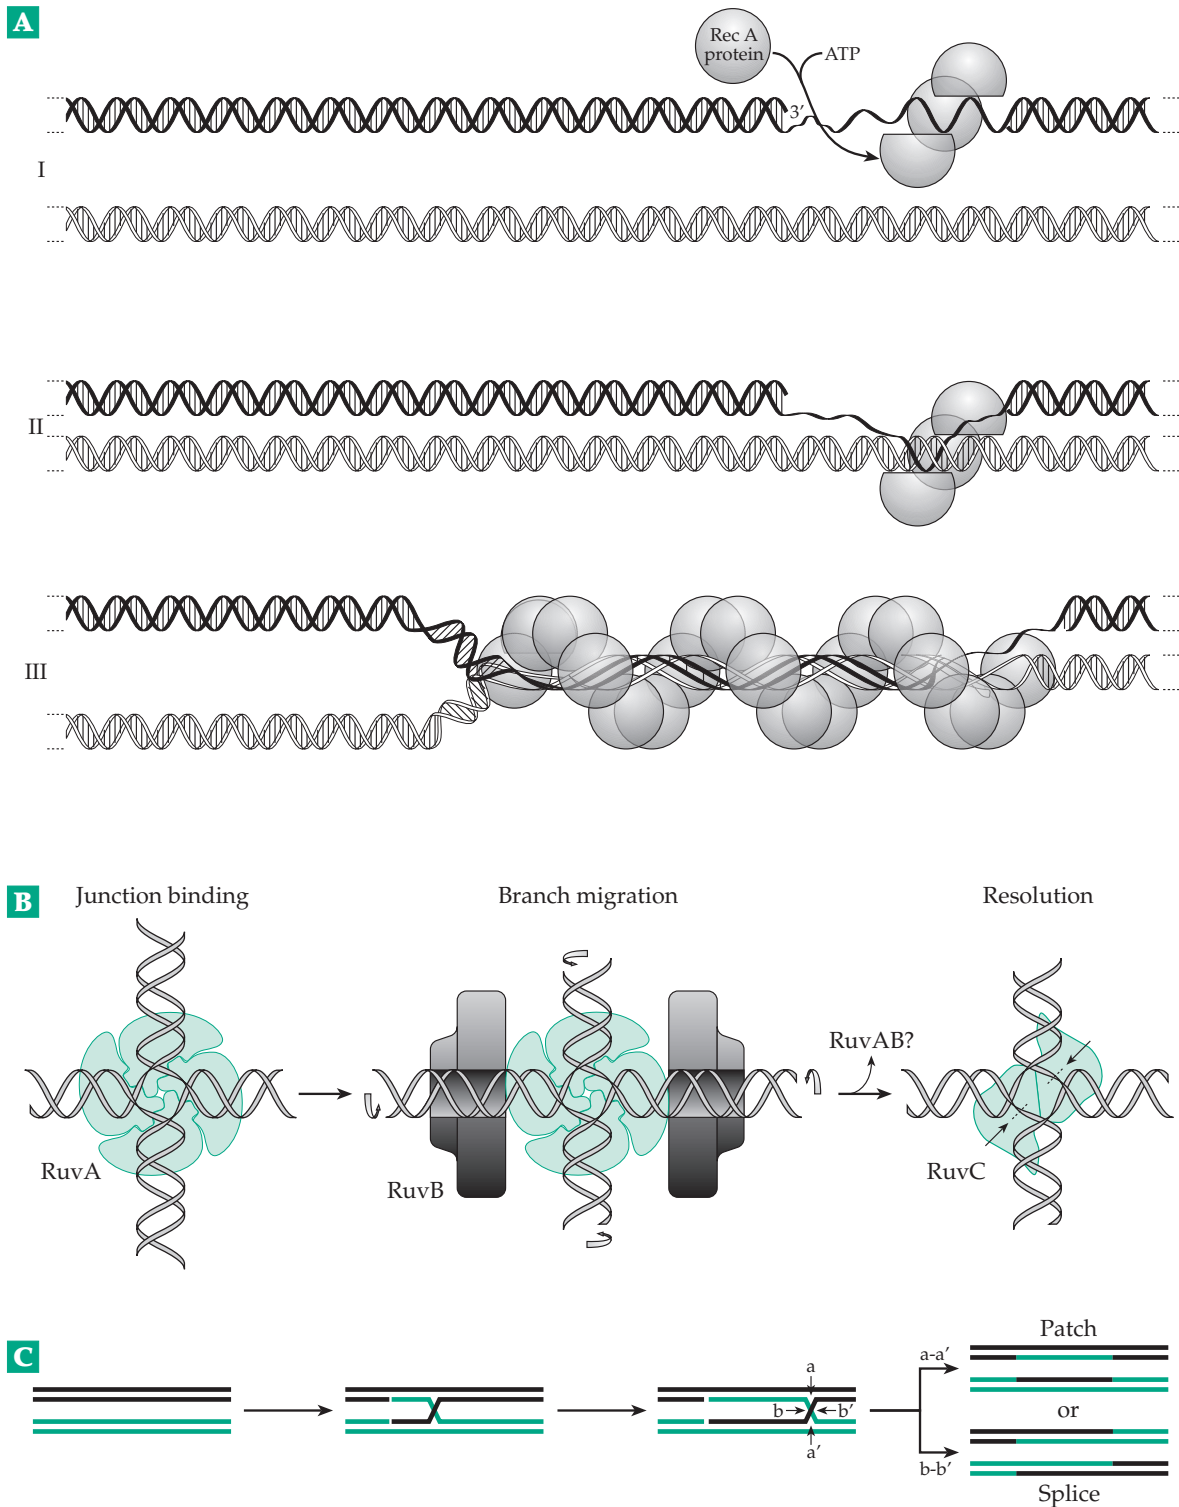 A
Rec A
protein
ATP
3′
I
II
III
B
Junction binding
Branch migration
Resolution
RuvAB?
RuvA
RuvB
RuvC
C
Patch
a-a′
a
b
b′
a′
or
b-b′
Splice